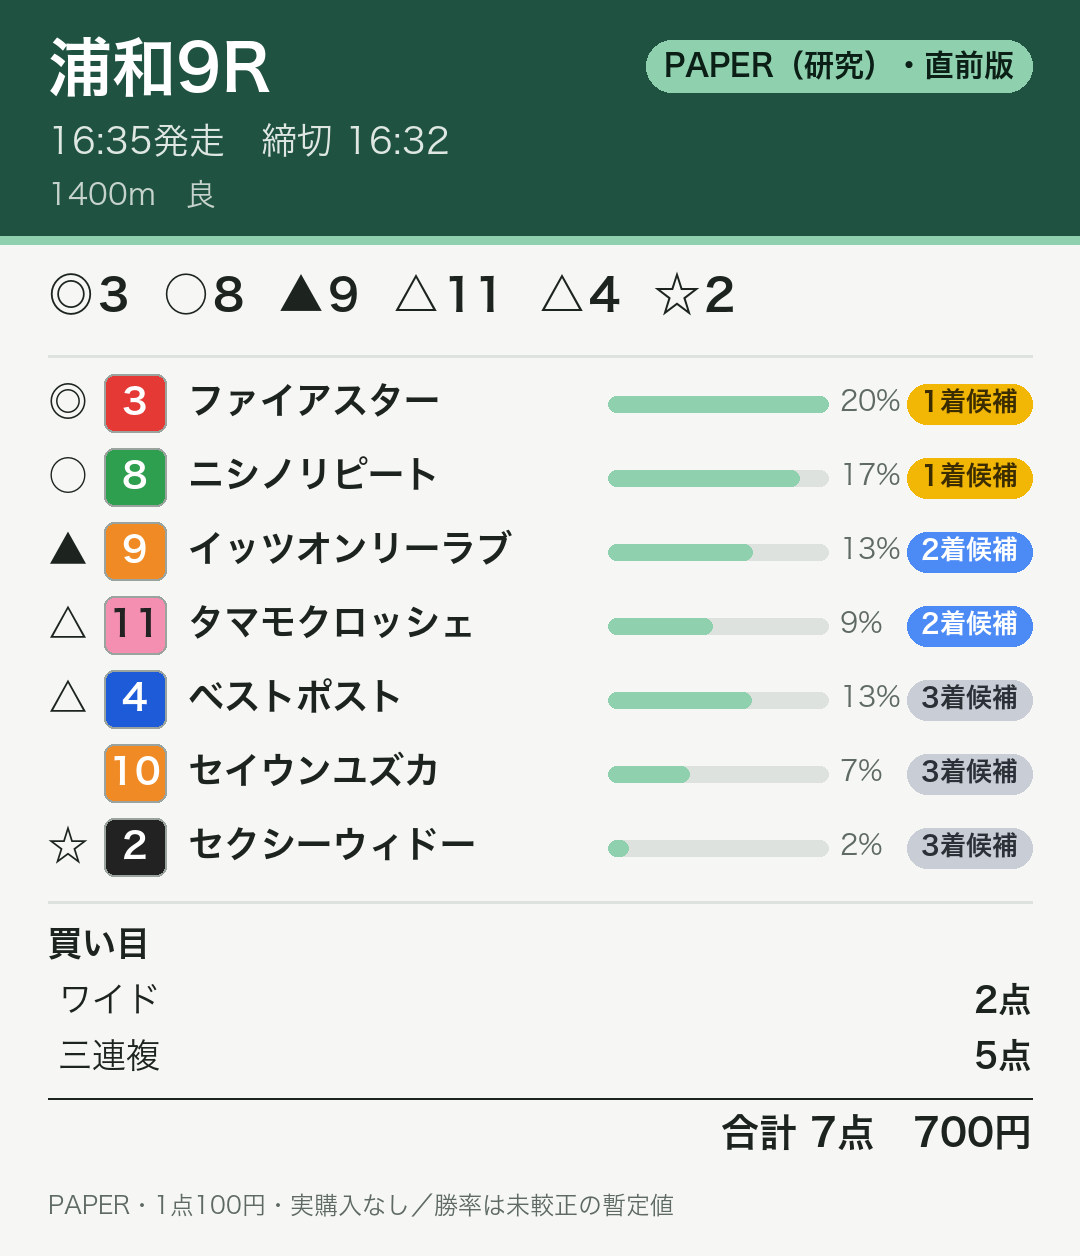 浦和9R
PAPER（研究）・直前版
16:35発走　締切 16:32
1400m　良
◎3 ○8 ▲9 △11 △4 ☆2
◎ 3 ファイアスター 20% 1着候補
○ 8 ニシノリピート 17% 1着候補
▲ 9 イッツオンリーラブ 13% 2着候補
△ 11 タマモクロッシェ 9% 2着候補
△ 4 ベストポスト 13% 3着候補
10 セイウンユズカ 7% 3着候補
☆ 2 セクシーウィドー 2% 3着候補
買い目
ワイド 2点
三連複 5点
合計 7点　700円
PAPER・1点100円・実購入なし／勝率は未較正の暫定値